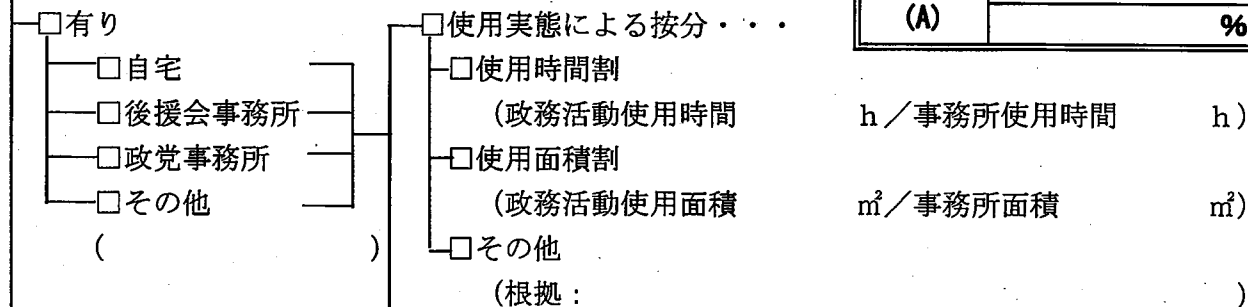 □有り
□自宅
□後援会事務所
□政党事務所
□その他
( )
□使用実態による按分・・・
(A) %
□使用時間割
(政務活動使用時間 h/事務所使用時間 h)
□使用面積割
(政務活動使用面積 ㎡/事務所面積 ㎡)
□その他
(根拠: )